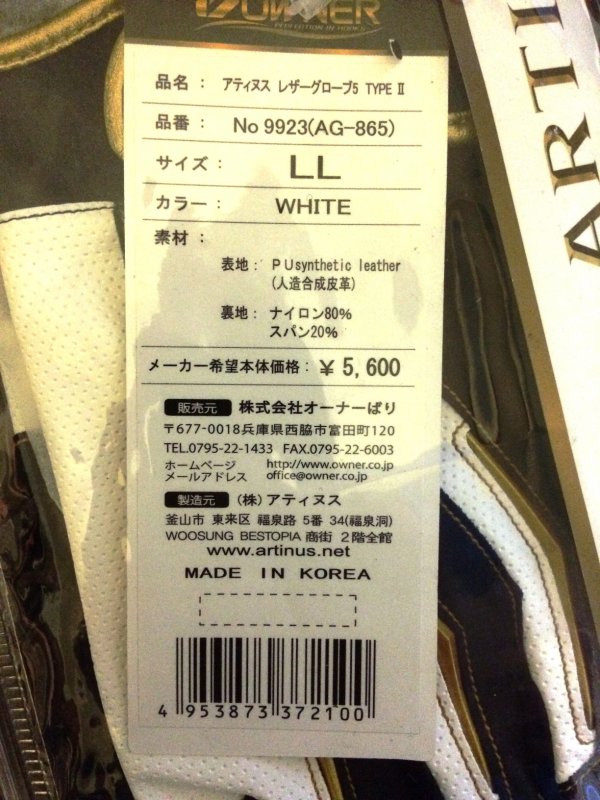 OWNER
PERFECTION IN HOOKS
品名： アティヌス レザーグローブ5 TYPE Ⅱ
品番： No 9923(AG-865)
サイズ： LL
カラー： WHITE
素材：
表地： PUsynthetic leather
(人造合成皮革)
裏地： ナイロン80%
スパン20%
メーカー希望本体価格：￥5,600
販売元 株式会社オーナーばり
〒677-0018兵庫県西脇市富田町120
TEL.0795-22-1433 FAX.0795-22-6003
ホームページ http://www.owner.co.jp
メールアドレス office@owner.co.jp
製造元 （株）アティヌス
釜山市 東来区 福泉路 5番 34(福泉洞)
WOOSUNG BESTOPIA 商街 2階全館
www.artinus.net
MADE IN KOREA
4 953873 372100
ARTI